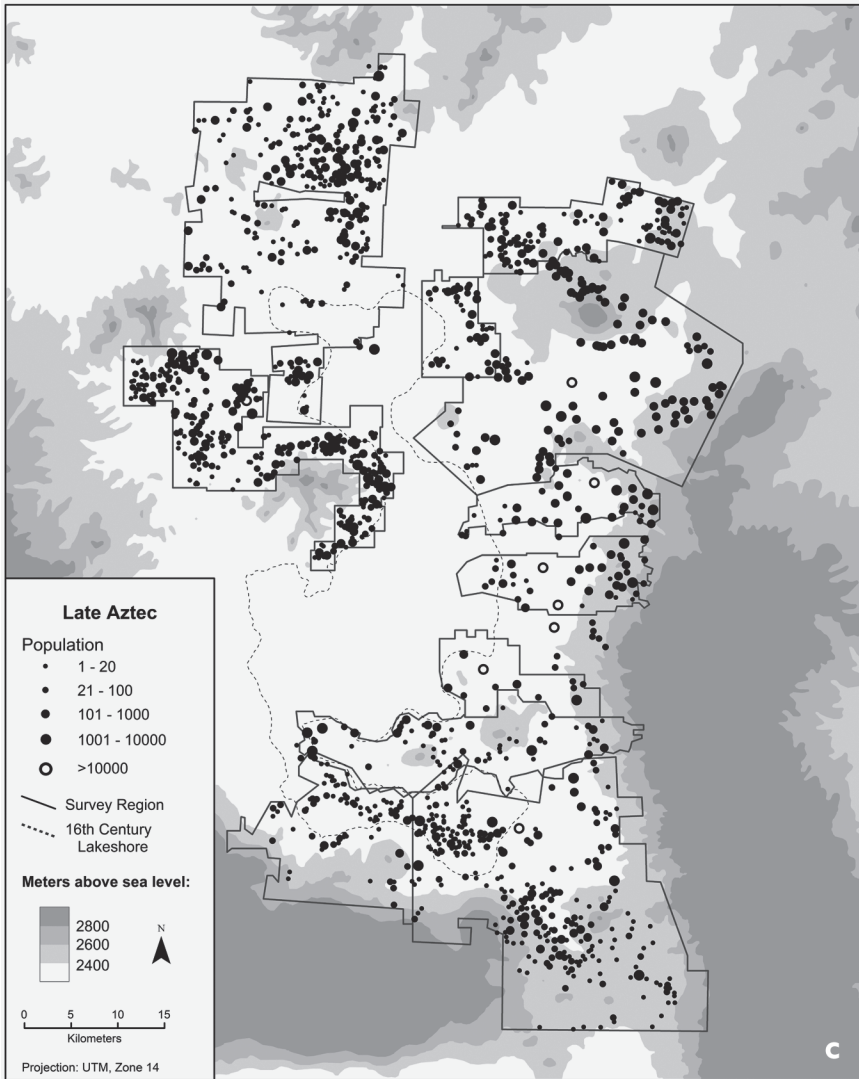 Late Aztec
Population
1 - 20
21 - 100
101 - 1000
1001 - 10000
>10000
Survey Region
16th Century
Lakeshore
Meters above sea level:
2800
2600
2400
N
0 5 10 15
Kilometers
Projection: UTM, Zone 14
C